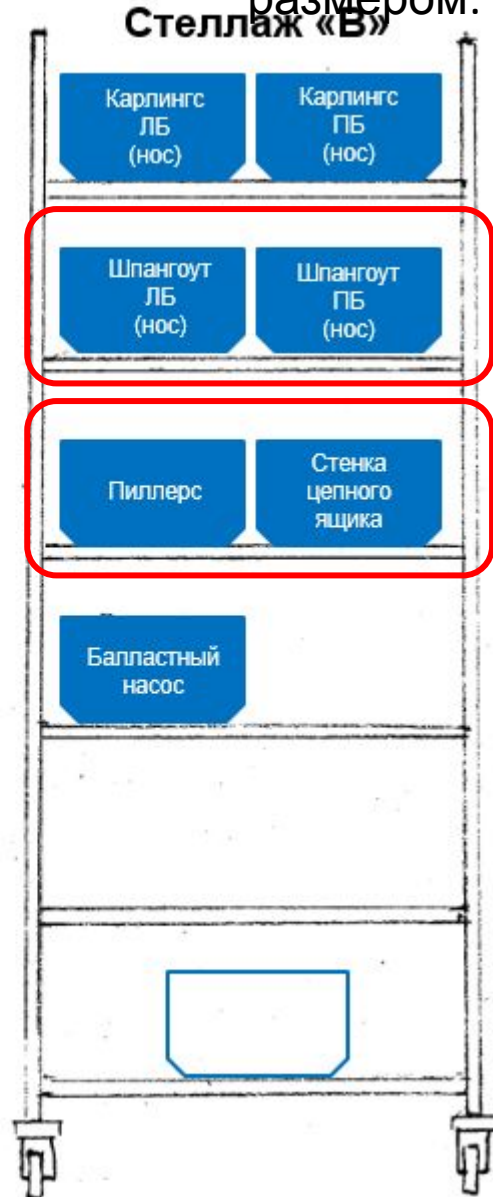 размером.
Стеллаж «В»
Карлингс
ЛБ
(нос)
Карлингс
ПБ
(нос)
Шпангоут
ЛБ
(нос)
Шпангоут
ПБ
(нос)
Пиллерс
Стенка
цепного
ящика
Балластный
насос